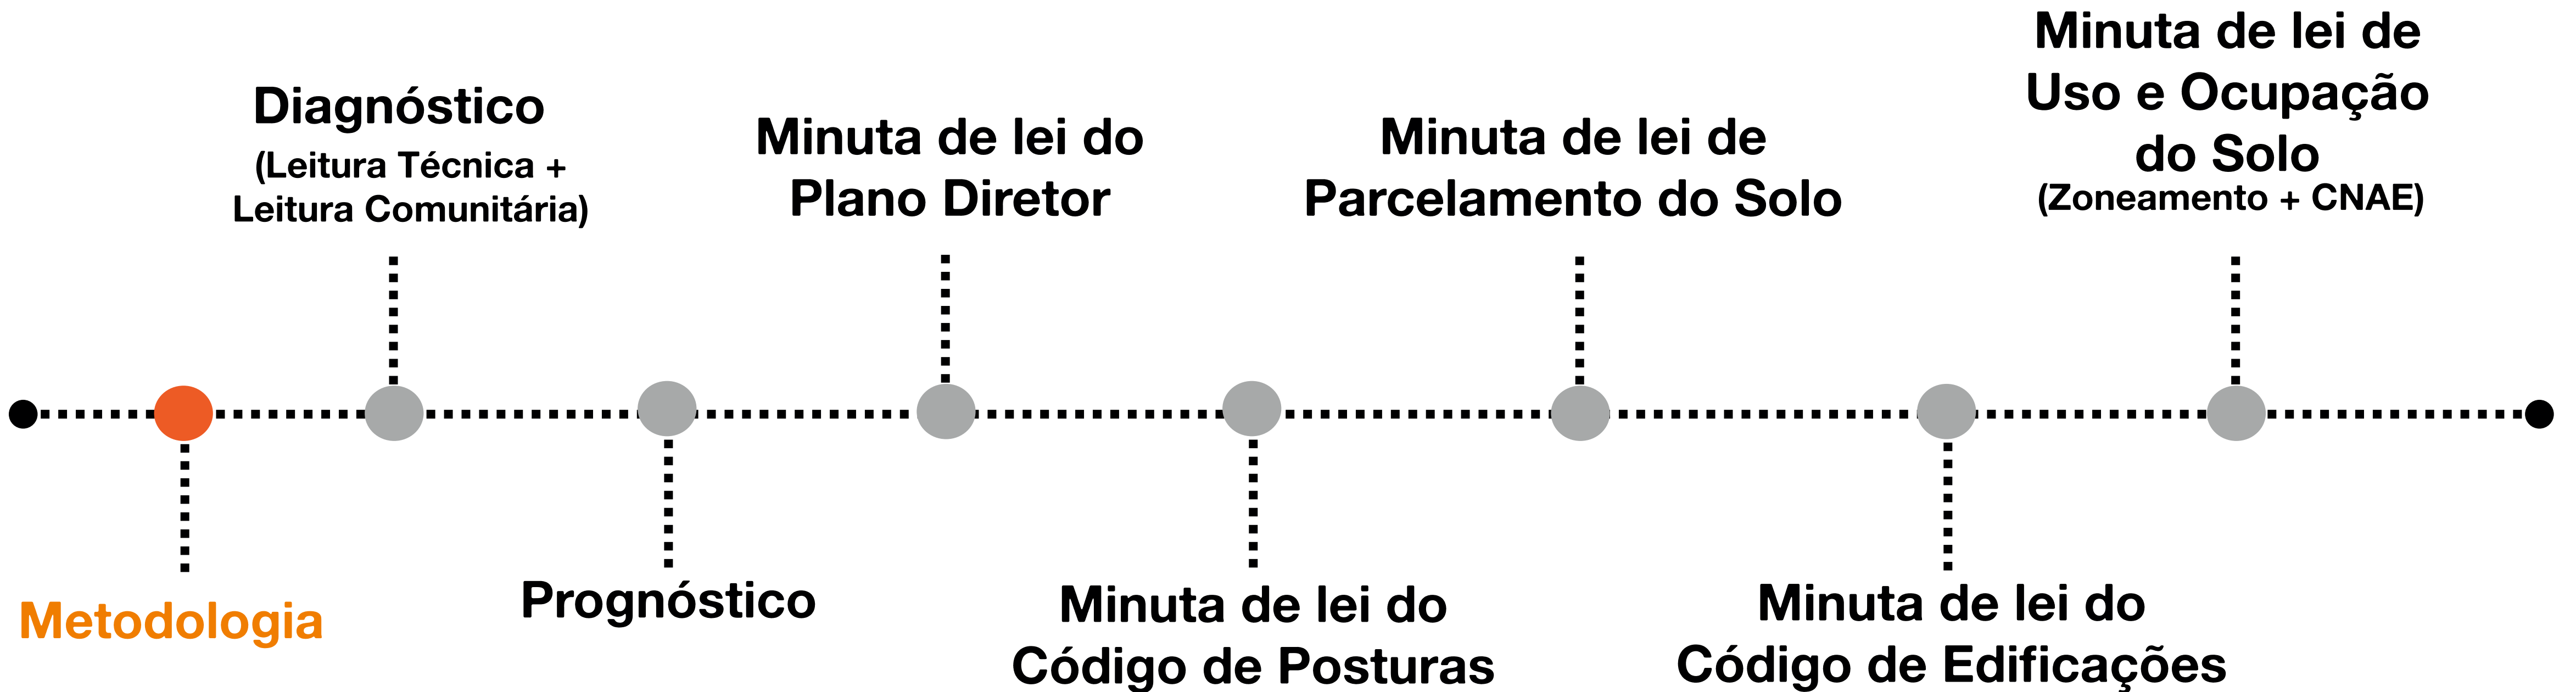 Metodologia
Diagnóstico
(Leitura Técnica +
Leitura Comunitária)
Prognóstico
Minuta de lei do
Plano Diretor
Minuta de lei do
Código de Posturas
Minuta de lei de
Parcelamento do Solo
Minuta de lei do
Código de Edificações
Minuta de lei de
Uso e Ocupação
do Solo
(Zoneamento + CNAE)